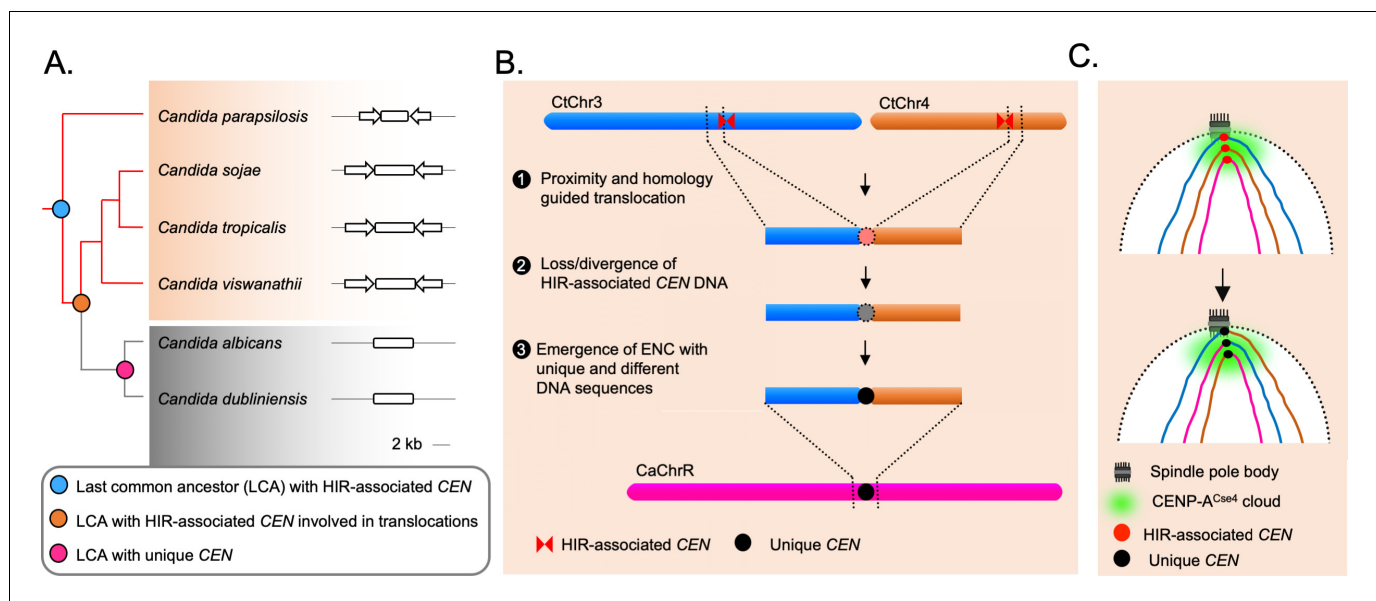 A.
Candida parapsilosis
Candida sojae
Candida tropicalis
Candida viswanathii
Candida albicans
Candida dubliniensis
2 kb
Last common ancestor (LCA) with HIR-associated CEN
LCA with HIR-associated CEN involved in translocations
LCA with unique CEN
B.
CtChr3
CtChr4
1 Proximity and homology
guided translocation
2 Loss/divergence of
HIR-associated CEN DNA
3 Emergence of ENC with
unique and different
DNA sequences
CaChrR
HIR-associated CEN
Unique CEN
C.
Spindle pole body
CENP-ACse4 cloud
HIR-associated CEN
Unique CEN